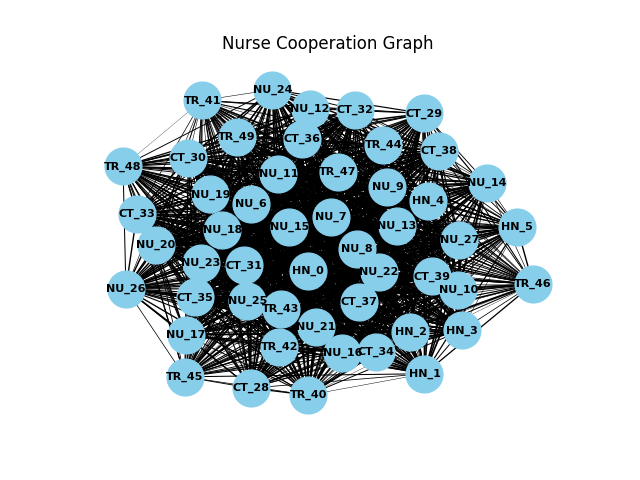 Nurse Cooperation Graph
NU_24
TR_41
NU_12
CT_32
CT_29
TR_49
CT_36
TR_44
CT_38
CT_30
TR_48
NU_11
TR_47
NU_14
NU_9
NU_19
HN_4
NU_6
CT_33
NU_7
HN_5
NU_15
NU_13
NU_18
NU_27
NU_20
NU_8
NU_23
CT_31
HN_0
NU_22
CT_39
TR_46
NU_26
NU_10
CT_35
NU_25
CT_37
TR_43
NU_21
HN_3
HN_2
NU_17
TR_42
NU_16
CT_34
HN_1
TR_45
CT_28
TR_40